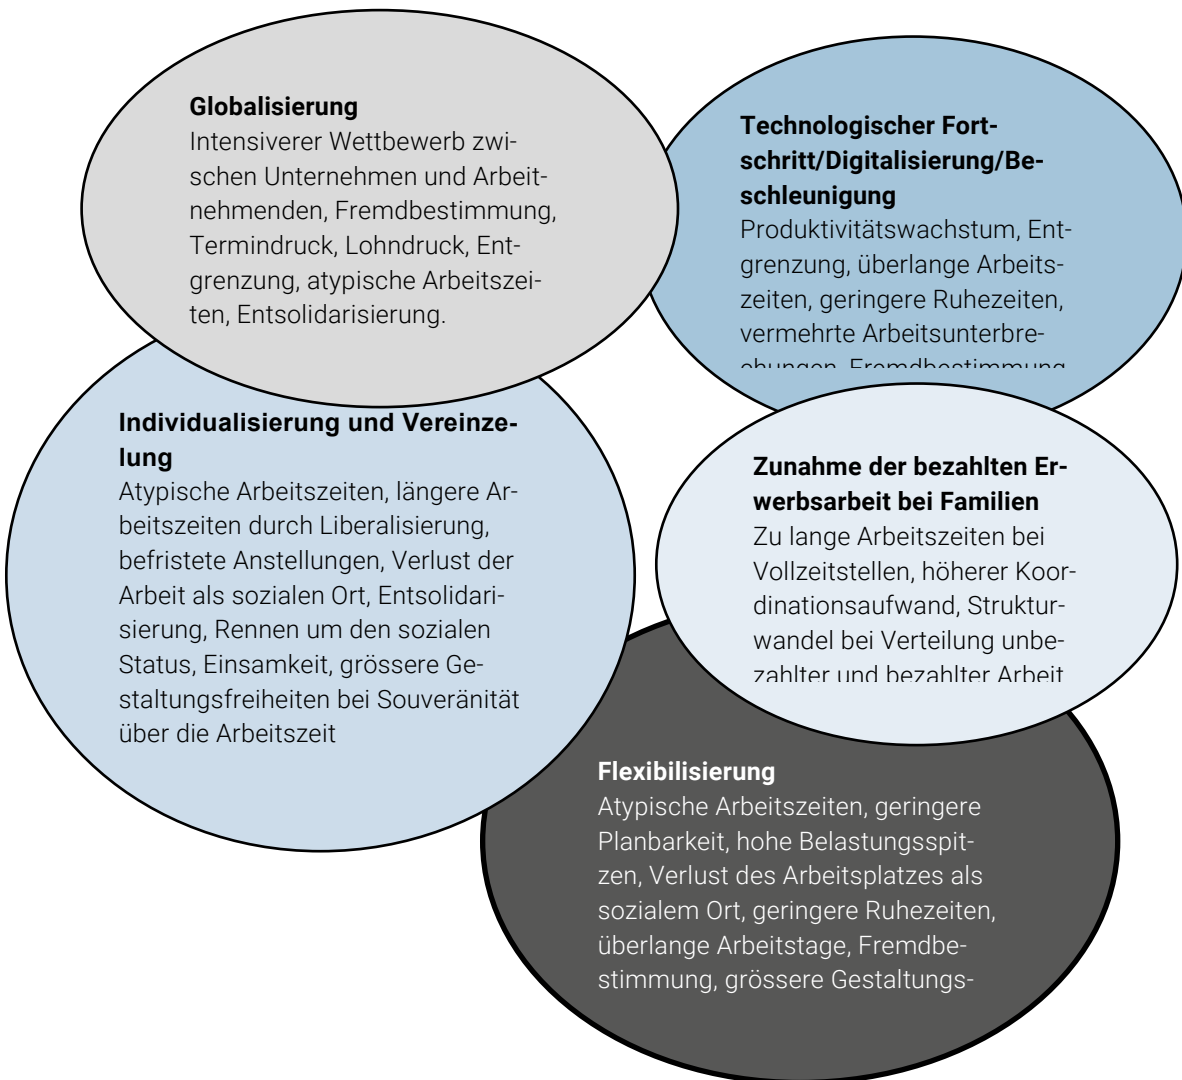 Globalisierung
Intensiverer Wettbewerb zwi-
schen Unternehmen und Arbeit-
nehmenden, Fremdbestimmung,
Termindruck, Lohndruck, Ent-
grenzung, atypische Arbeitszei-
ten, Entsolidarisierung.
Technologischer Fort-
schritt/Digitalisierung/Be-
schleunigung
Produktivitätswachstum, Ent-
grenzung, überlange Arbeits-
zeiten, geringere Ruhezeiten,
vermehrte Arbeitsunterbre-
chungen, Fremdbestimmung
Individualisierung und Vereinze-
lung
Atypische Arbeitszeiten, längere Ar-
beitszeiten durch Liberalisierung,
befristete Anstellungen, Verlust der
Arbeit als sozialen Ort, Entsolidari-
sierung, Rennen um den sozialen
Status, Einsamkeit, grössere Ge-
staltungsfreiheiten bei Souveränität
über die Arbeitszeit
Zunahme der bezahlten Er-
werbsarbeit bei Familien
Zu lange Arbeitszeiten bei
Vollzeitstellen, höherer Koor-
dinationsaufwand, Struktur-
wandel bei Verteilung unbe-
zahlter und bezahlter Arbeit
Flexibilisierung
Atypische Arbeitszeiten, geringere
Planbarkeit, hohe Belastungsspit-
zen, Verlust des Arbeitsplatzes als
sozialem Ort, geringere Ruhezeiten,
überlange Arbeitstage, Fremdbe-
stimmung, grössere Gestaltungs-